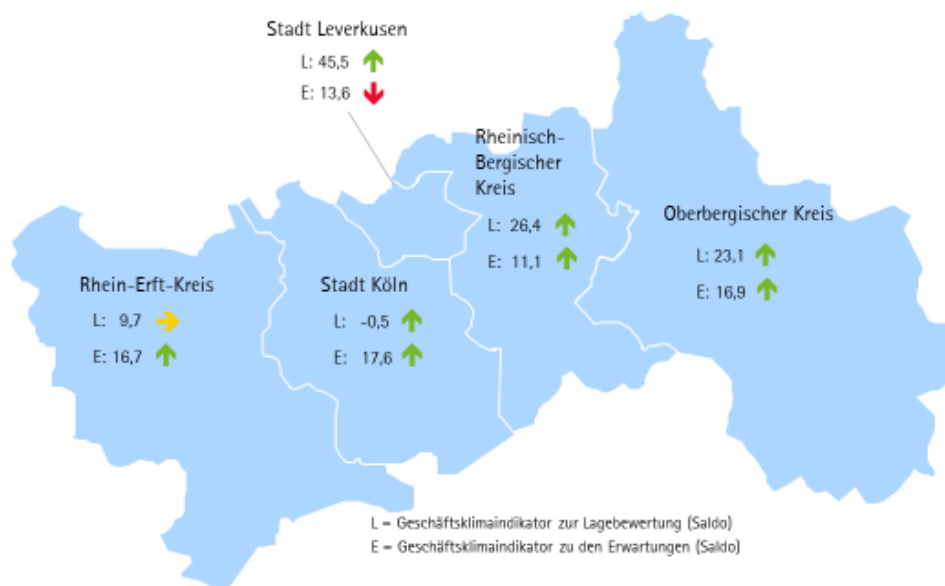 Stadt Leverkusen
L: 45,5
E: 13,6
Rheinisch-
Bergischer
Kreis
L: 26,4
E: 11,1
Oberbergischer Kreis
L: 23,1
E: 16,9
Rhein-Erft-Kreis
L: 9,7
E: 16,7
Stadt Köln
L: -0,5
E: 17,6
L = Geschäftsklimaindikator zur Lagebewertung (Saldo)
E = Geschäftsklimaindikator zu den Erwartungen (Saldo)